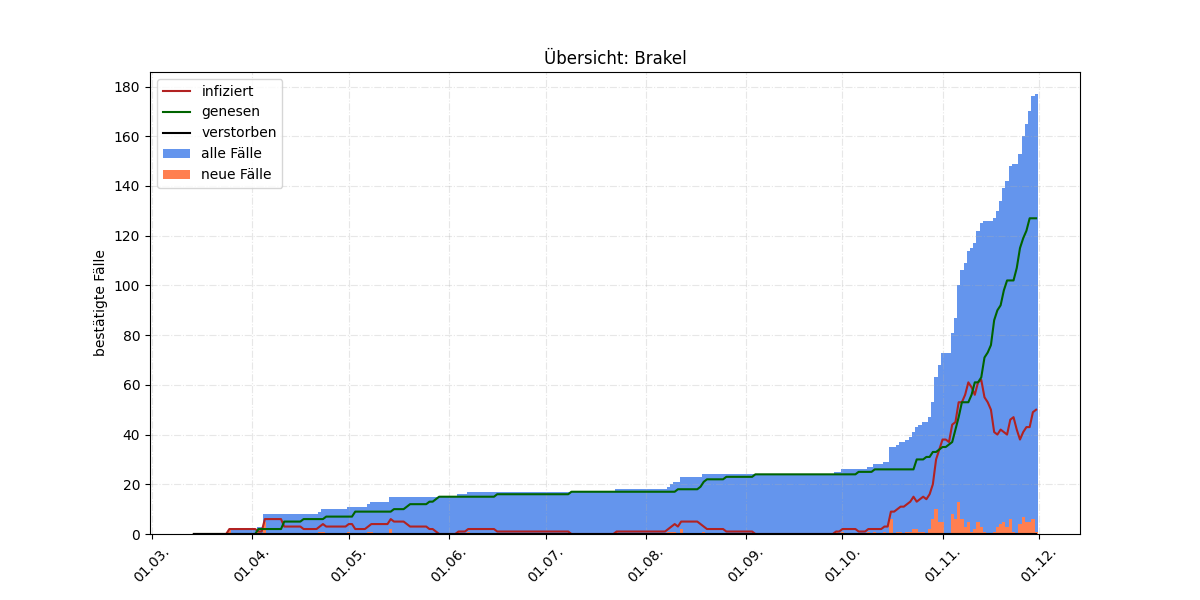 Übersicht: Brakel
infiziert
genesen
verstorben
alle Fälle
neue Fälle
bestätigte Fälle
180
160
140
120
100
80
60
40
20
0
01.03.
01.04.
01.05.
01.06.
01.07.
01.08.
01.09.
01.10.
01.11.
01.12.